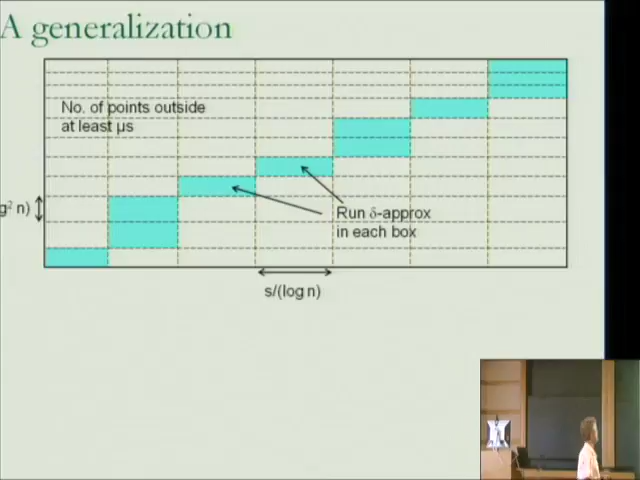 A generalization
No. of points outside
at least μs
g² n)
Run δ-approx
in each box
s/(log n)